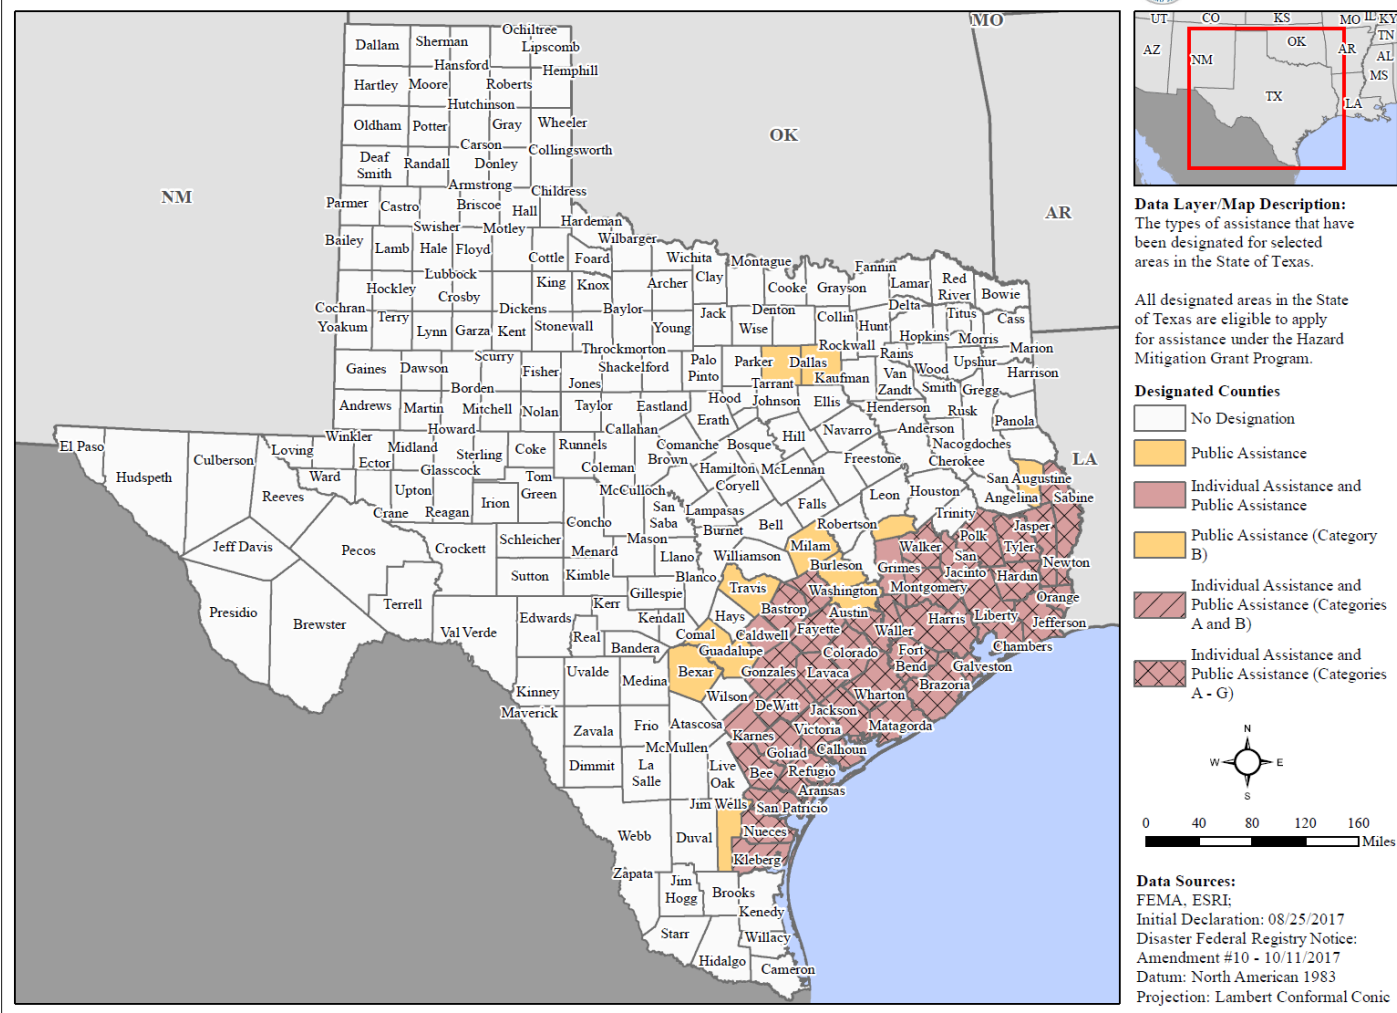 MO
OK
NM
AR
LA
Ochiltree
Dallam
Sherman
Lipscomb
Hansford
Hemphill
Hartley
Moore
Roberts
Hutchinson
Oldham
Potter
Gray
Wheeler
Carson
Collingsworth
Deaf
Smith
Randall
Donley
Armstrong
Childress
Parmer
Castro
Briscoe
Hall
Hardeman
Swisher
Motley
Wilbarger
Bailey
Lamb
Hale
Floyd
Cottle
Foard
Wichita
Montague
Fannin
Lubbock
Clay
Red
River
Hockley
King
Knox
Archer
Cooke
Grayson
Lamar
Bowie
Crosby
Cochran
Dickens
Baylor
Jack
Denton
Delta
Titus
Yoakum
Terry
Lynn
Garza
Kent
Stonewall
Young
Wise
Collin
Hunt
Cass
Hopkins
Morris
Throckmorton
Rockwall
Marion
Scurry
Palo
Pinto
Parker
Dallas
Rains
Wood
Upshur
Gaines
Dawson
Fisher
Shackelford
Kaufman
Van
Zandt
Harrison
Borden
Jones
Tarrant
Smith
Gregg
Andrews
Martin
Mitchell
Nolan
Taylor
Eastland
Hood
Johnson
Ellis
Henderson
Rusk
Howard
Callahan
Erath
Navarro
Anderson
Panola
Winkler
El Paso
Loving
Midland
Sterling
Coke
Runnels
Comanche
Bosque
Hill
Nacogdoches
Culberson
Ector
Brown
Freestone
Cherokee
Hudspeth
Ward
Glasscock
Coleman
Hamilton
McLennan
San Augustine
Reeves
Upton
Irion
Tom
Green
McCulloch
Coryell
Leon
Houston
Angelina
Sabine
Crane
Reagan
San
Saba
Lampasas
Falls
Trinity
Concho
Burnet
Bell
Robertson
Jasper
Jeff Davis
Pecos
Crockett
Schleicher
Menard
Mason
Llano
Williamson
Milam
Walker
Polk
Tyler
Burleson
San
Jacinto
Newton
Sutton
Kimble
Blanco
Travis
Grimes
Hardin
Presidio
Terrell
Gillespie
Washington
Montgomery
Orange
Brewster
Edwards
Kerr
Kendall
Hays
Bastrop
Austin
Harris
Liberty
Jefferson
Val Verde
Real
Comal
Caldwell
Fayette
Waller
Chambers
Bandera
Guadalupe
Colorado
Fort
Bend
Uvalde
Medina
Bexar
Gonzales
Lavaca
Galveston
Kinney
Wilson
Wharton
Brazoria
Maverick
DeWitt
Jackson
Zavala
Frio
Atascosa
Karnes
Victoria
Matagorda
McMullen
Goliad
Calhoun
Dimmit
La
Salle
Live
Oak
Bee
Refugio
Aransas
Jim Wells
San Patricio
Webb
Duval
Nueces
Kleberg
Zapata
Jim
Hogg
Brooks
Kenedy
Starr
Willacy
Hidalgo
Cameron
UT
CO
KS
MO
IL
KY
TN
AZ
NM
OK
AR
AL
MS
TX
LA
Data Layer/Map Description:
The types of assistance that have
been designated for selected
areas in the State of Texas.
All designated areas in the State
of Texas are eligible to apply
for assistance under the Hazard
Mitigation Grant Program.
Designated Counties
No Designation
Public Assistance
Individual Assistance and
Public Assistance
Public Assistance (Category
B)
Individual Assistance and
Public Assistance (Categories
A and B)
Individual Assistance and
Public Assistance (Categories
A - G)
N
W
E
S
0 40 80 120 160
Miles
Data Sources:
FEMA, ESRI;
Initial Declaration: 08/25/2017
Disaster Federal Registry Notice:
Amendment #10 - 10/11/2017
Datum: North American 1983
Projection: Lambert Conformal Conic